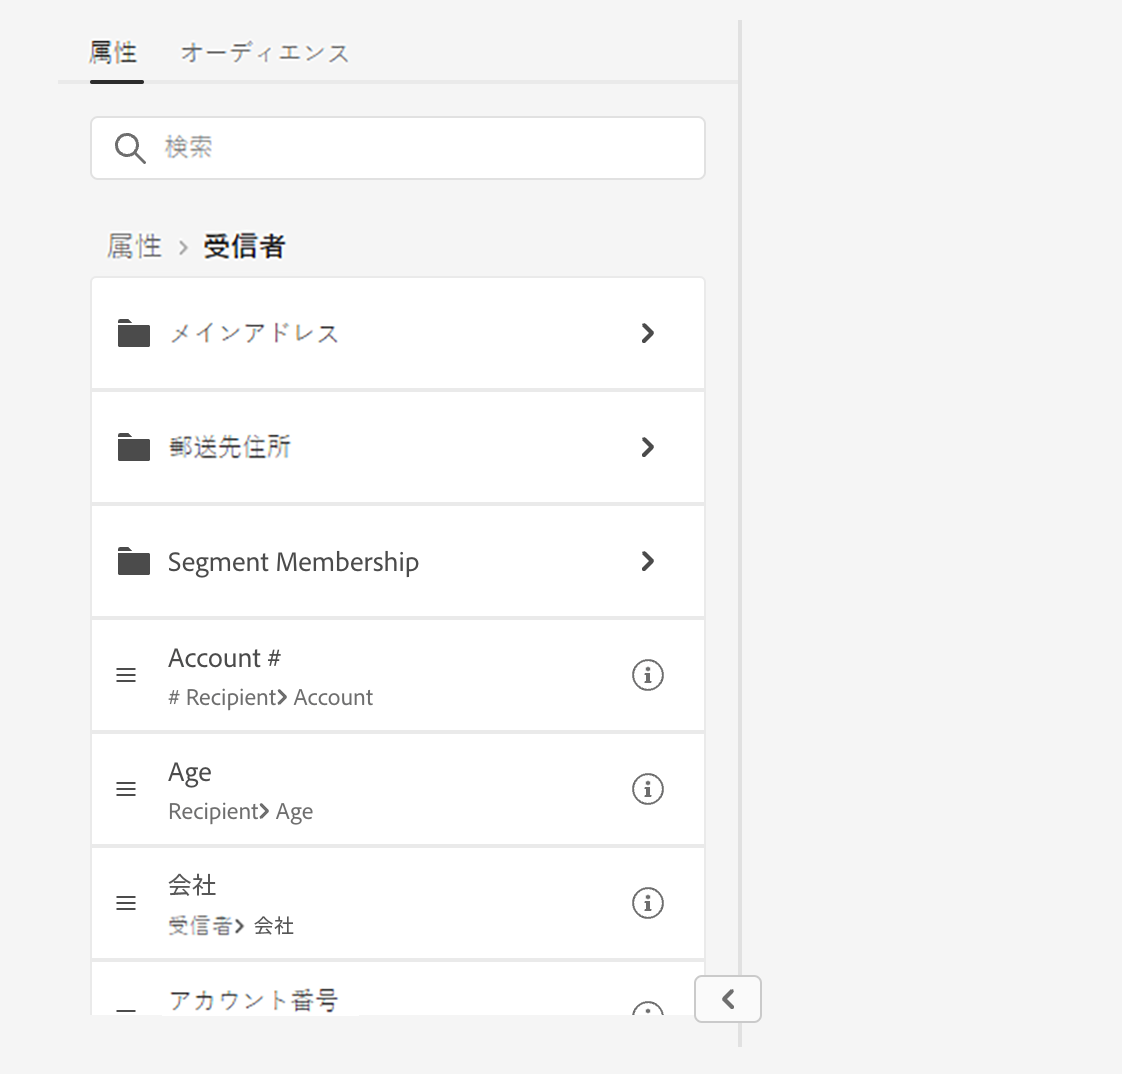 属性 オーディエンス
検索
属性 > 受信者
メインアドレス
郵送先住所
Segment Membership
Account #
# Recipient> Account
Age
Recipient> Age
会社
受信者> 会社
アカウント番号